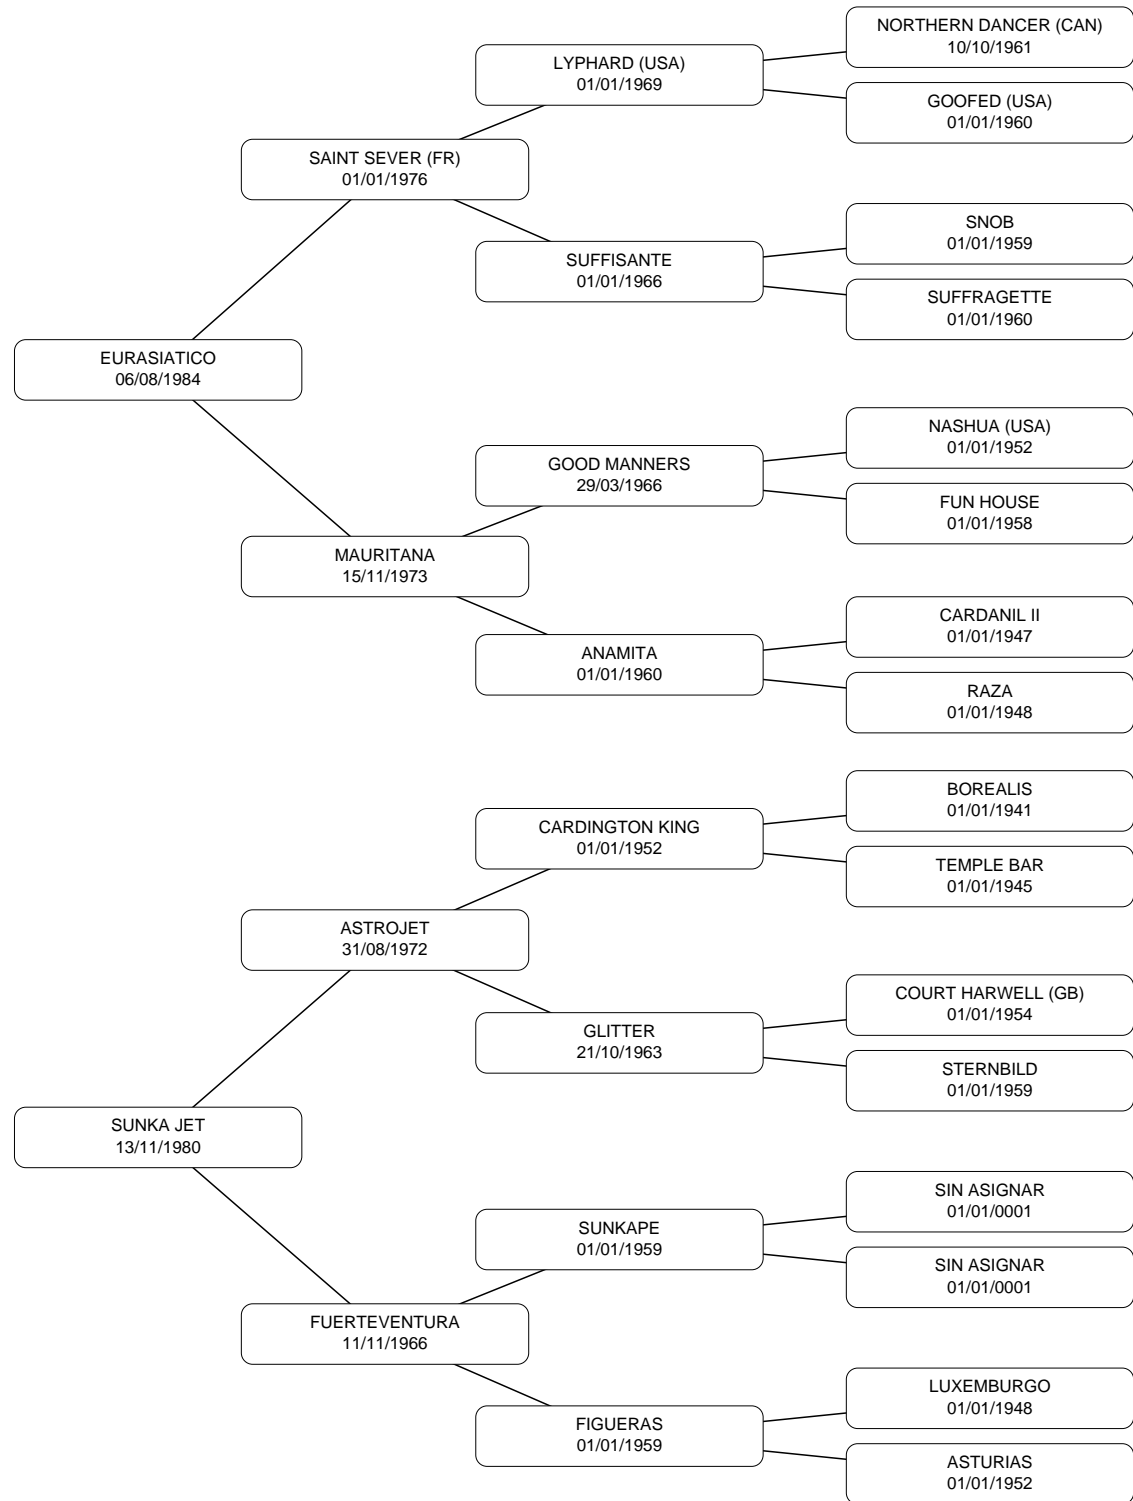 NORTHERN DANCER (CAN)
10/10/1961
LYPHARD (USA)
01/01/1969
GOOFED (USA)
01/01/1960
SAINT SEVER (FR)
01/01/1976
SNOB
01/01/1959
SUFFISANTE
01/01/1966
SUFFRAGETTE
01/01/1960
EURASIATICO
06/08/1984
NASHUA (USA)
01/01/1952
GOOD MANNERS
29/03/1966
FUN HOUSE
01/01/1958
MAURITANA
15/11/1973
CARDANIL II
01/01/1947
ANAMITA
01/01/1960
RAZA
01/01/1948
BOREALIS
01/01/1941
CARDINGTON KING
01/01/1952
TEMPLE BAR
01/01/1945
ASTROJET
31/08/1972
COURT HARWELL (GB)
01/01/1954
GLITTER
21/10/1963
STERNBILD
01/01/1959
SUNKA JET
13/11/1980
SIN ASIGNAR
01/01/0001
SUNKAPE
01/01/1959
SIN ASIGNAR
01/01/0001
FUERTEVENTURA
11/11/1966
LUXEMBURGO
01/01/1948
FIGUERAS
01/01/1959
ASTURIAS
01/01/1952